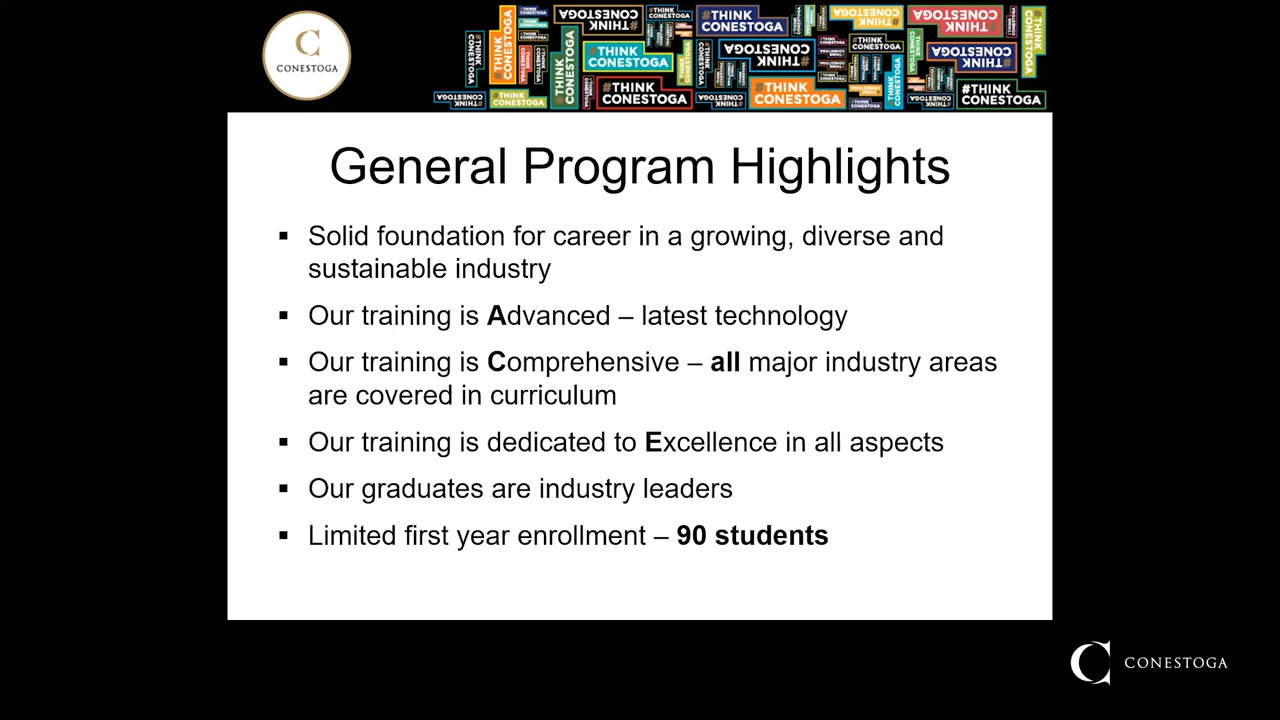 C
CONESTOGA
#THINK
CONESTOGA
General Program Highlights
▪ Solid foundation for career in a growing, diverse and
sustainable industry
▪ Our training is Advanced – latest technology
▪ Our training is Comprehensive – all major industry areas
are covered in curriculum
▪ Our training is dedicated to Excellence in all aspects
▪ Our graduates are industry leaders
▪ Limited first year enrollment – 90 students
C CONESTOGA